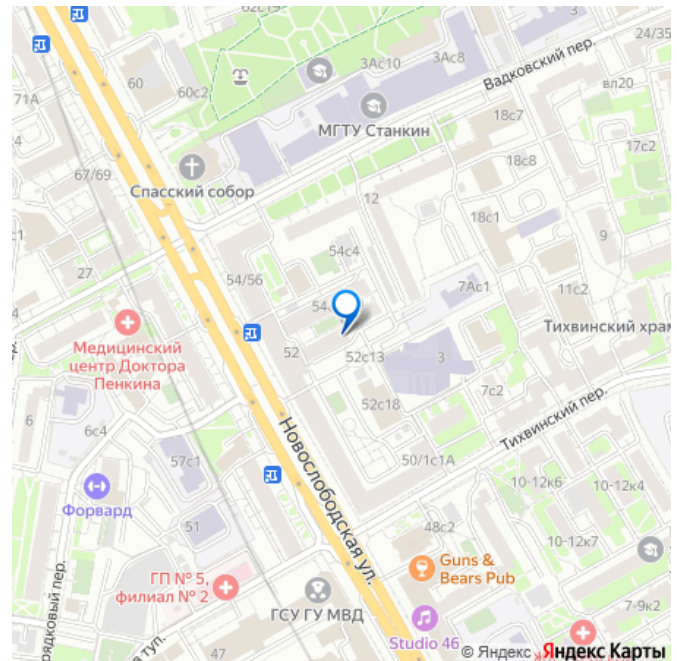 62с19
24/35
3Ас10
3Ас8
Вадковский пер.
60
60с2
вл20
71А
МГТУ Станкин
18с7
17с2
67/69
Спасский собор
18с8
12
18с1
9
27
54с4
54/56
7Ас1
11с2
Медицинский
центр Доктора
Пенкина
52
52с13
3
Тихвинский хра
6
6с4
52с18
7с2
Тихвинский пер.
57с1
Новослободская ул.
50/1с1А
10-12к6
10-12к4
Форвард
51
48с2
10-12к7
ГП № 5,
филиал № 2
Guns &
Bears Pub
ГСУ ГУ МВД
7-9к2
рядковый пер.
47
Studio 46
© Яндекс
Яндекс Карты